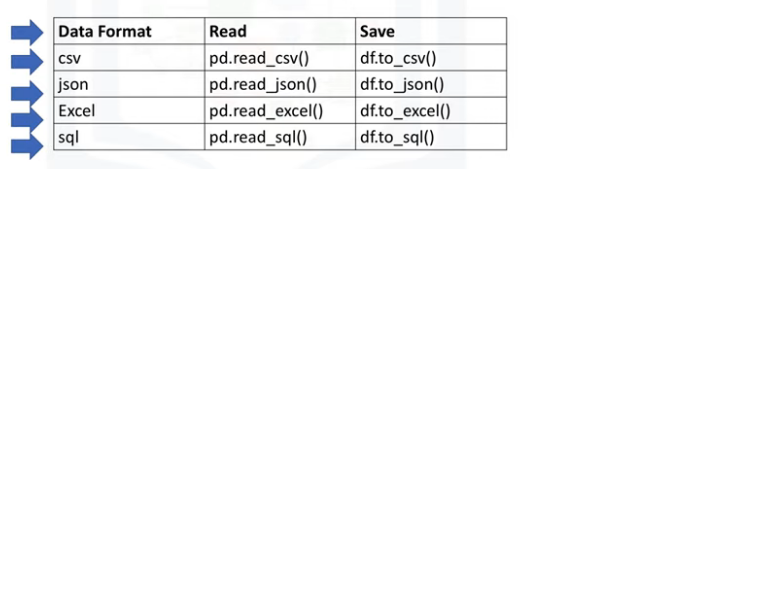 Data Format Read Save
csv pd.read_csv() df.to_csv()
json pd.read_json() df.to_json()
Excel pd.read_excel() df.to_excel()
sql pd.read_sql() df.to_sql()